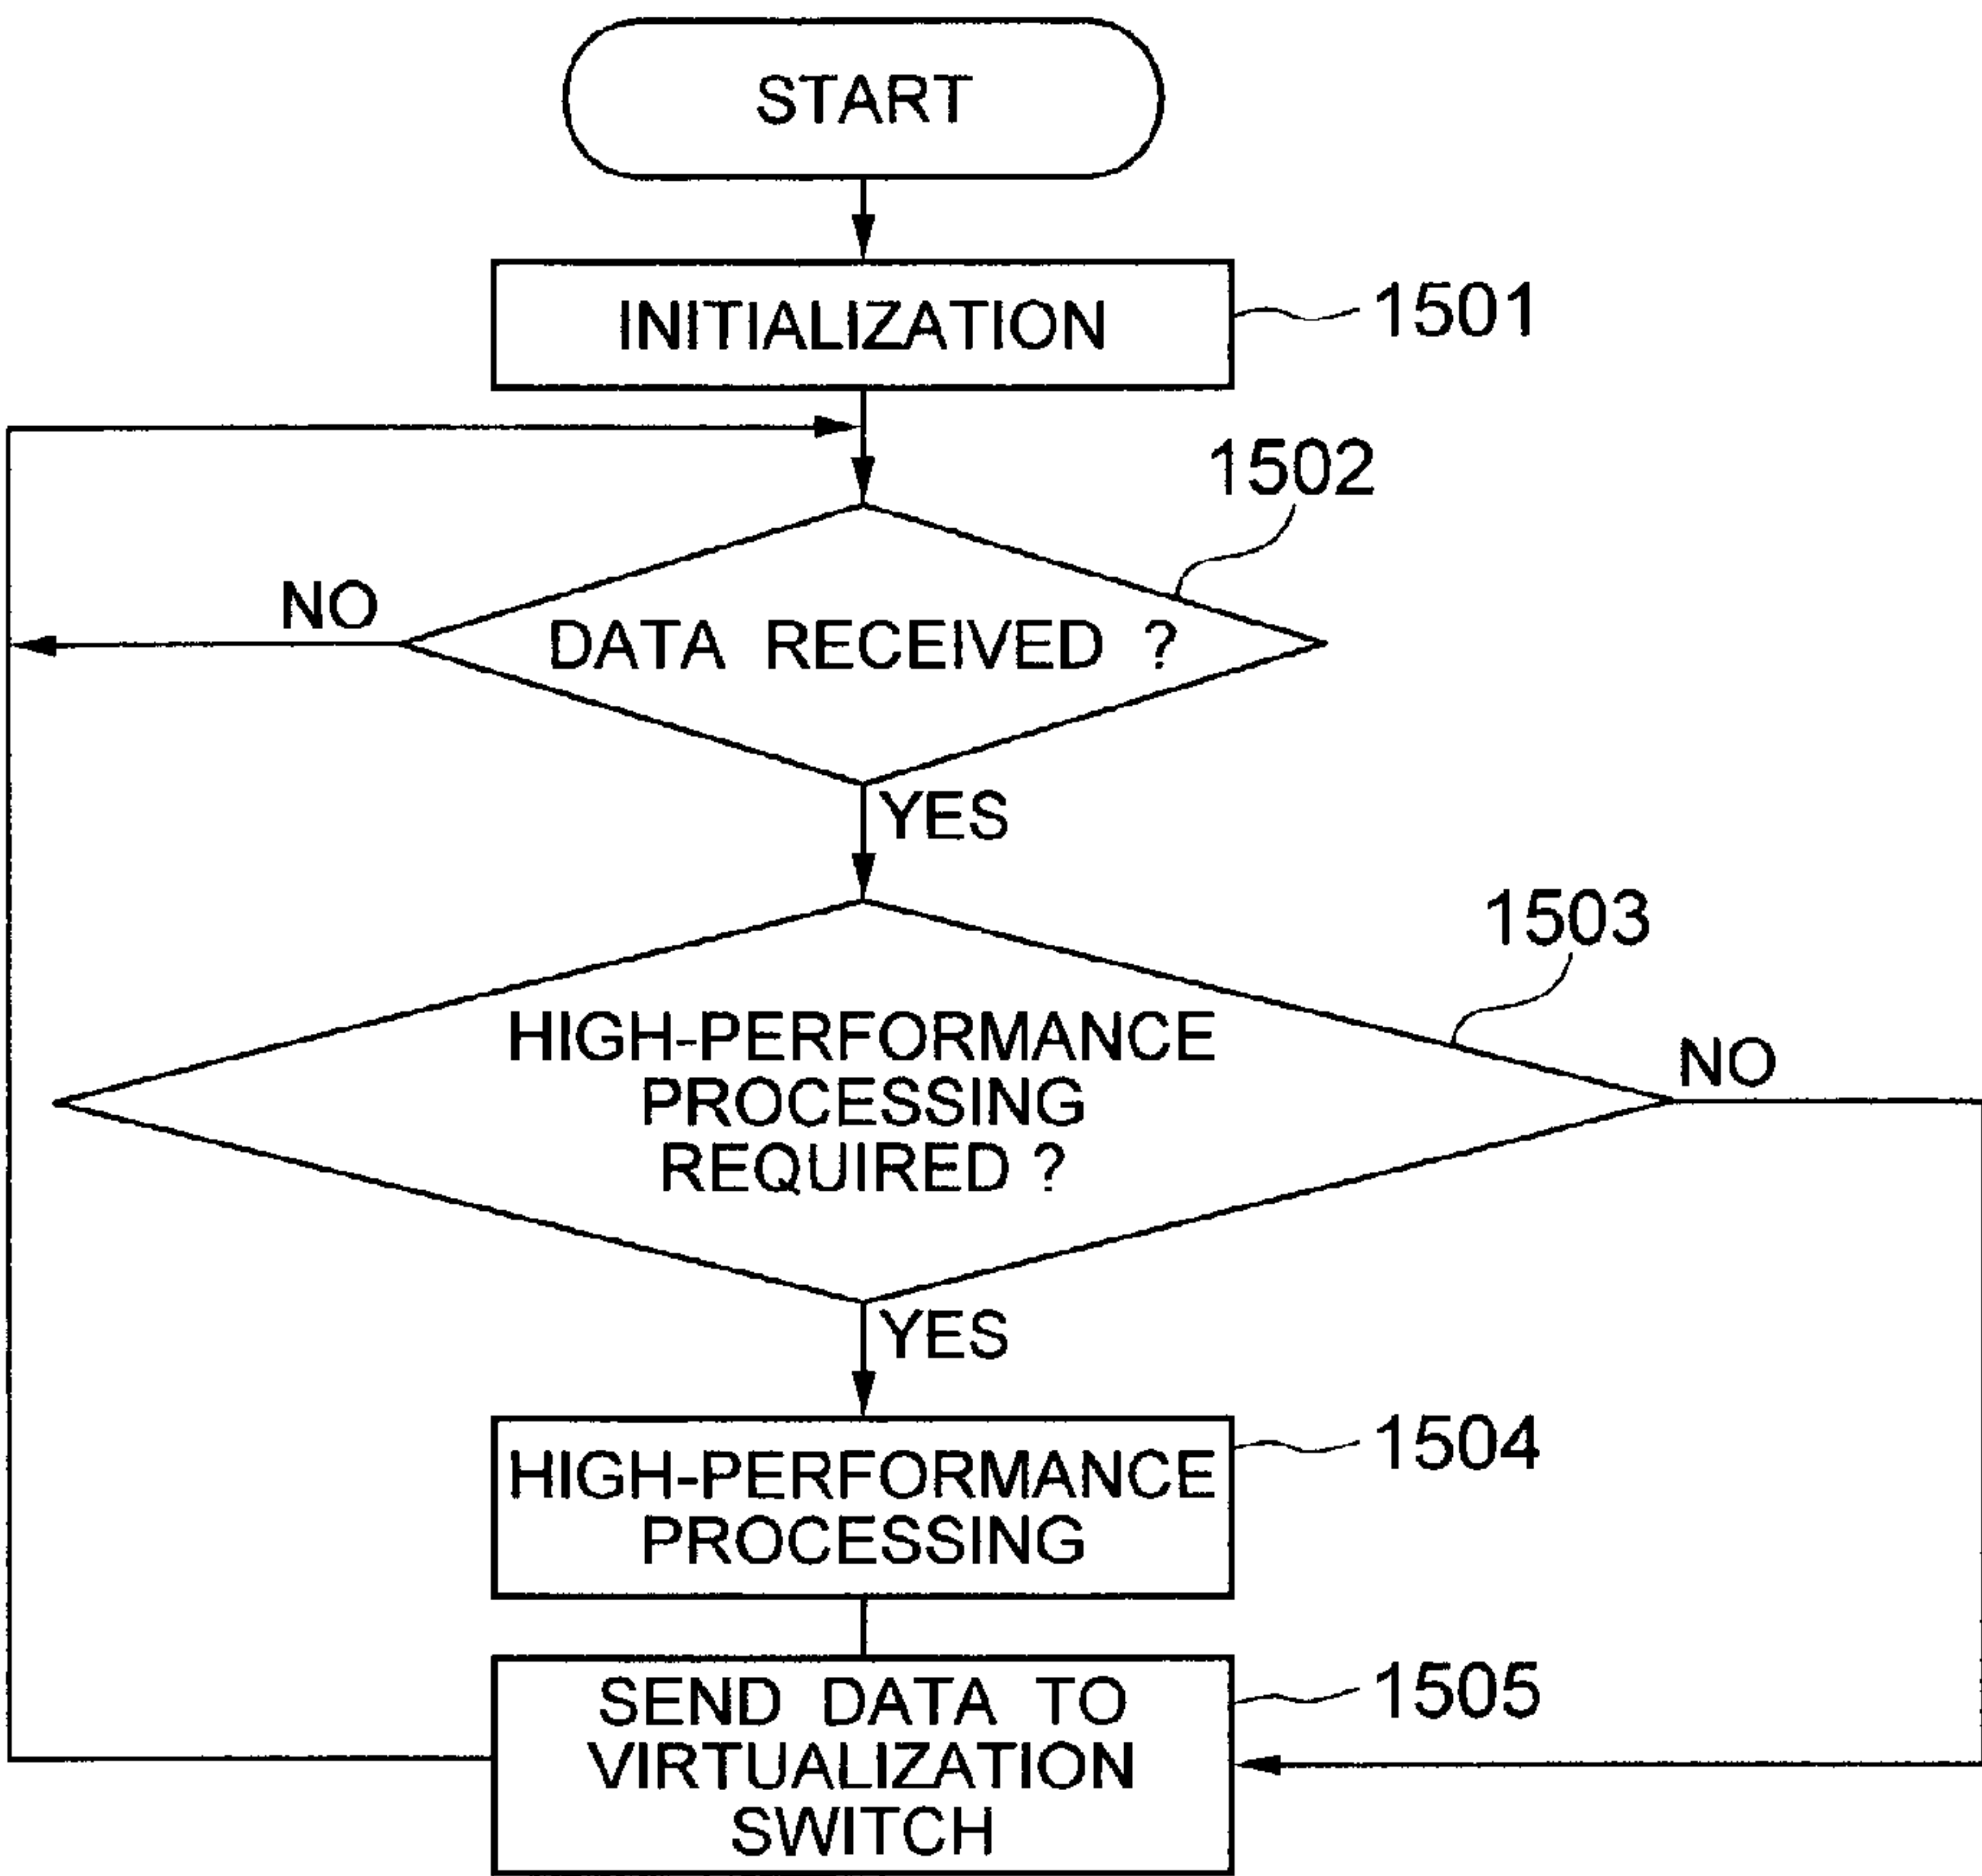 START
INITIALIZATION
1501
1502
NO
DATA RECEIVED ?
YES
1503
HIGH-PERFORMANCE
PROCESSING
REQUIRED ?
NO
YES
1504
HIGH-PERFORMANCE
PROCESSING
1505
SEND DATA TO
VIRTUALIZATION
SWITCH